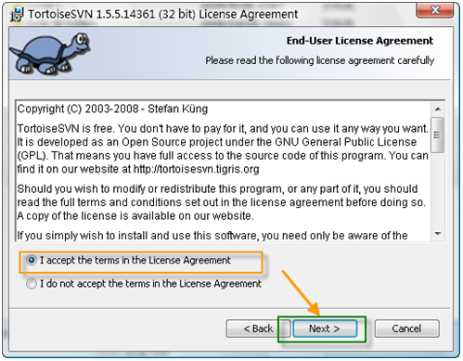 TortoiseSVN 1.5.5.14361 (32 bit) License Agreement
End-User License Agreement
Please read the following license agreement carefully
Copyright (C) 2003-2008 - Stefan Küng
TortoiseSVN is free. You don't have to pay for it, and you can use it any way you want.
It is developed as an Open Source project under the GNU General Public License
(GPL). That means you have full access to the source code of this program. You can
find it on our website at http://tortoisesvn.tigris.org
Should you wish to modify or redistribute this program, or any part of it, you should
read the full terms and conditions set out in the license agreement before doing so.
A copy of the license is available on our website.
If you simply wish to install and use this software, you need only be aware of the
I accept the terms in the License Agreement
I do not accept the terms in the License Agreement
< Back Next > Cancel